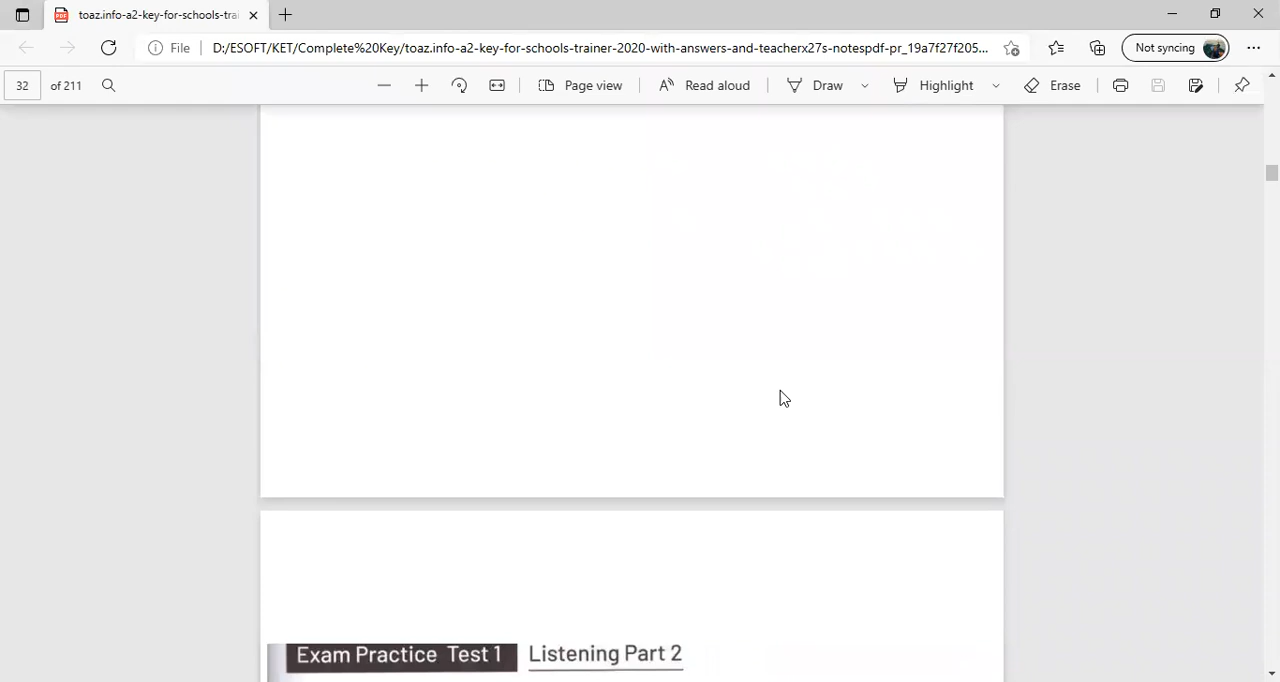 toaz.info-a2-key-for-schools-trai
File
D:/ESOFT/KET/Complete%20Key/toaz.info-a2-key-for-schools-trainer-2020-with-answers-and-teacherx27s-notespdf-pr_19a7f27f205...
Not syncing
32 of 211
Page view
Read aloud
Draw
Highlight
Erase
Exam Practice Test 1 Listening Part 2